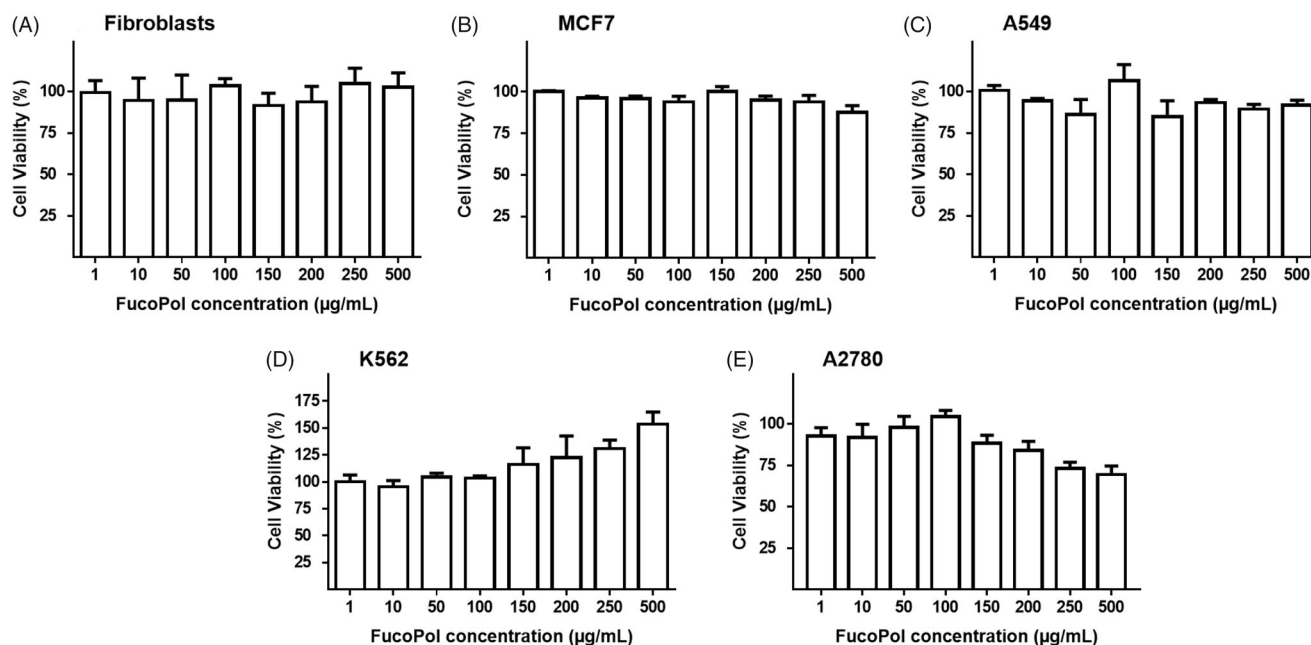 (A) Fibroblasts
Cell Viability (%)
100
75
50
25
1 10 50 100 150 200 250 500
FucoPol concentration (µg/mL)
(B) MCF7
Cell Viability (%)
100
75
50
25
1 10 50 100 150 200 250 500
FucoPol concentration (µg/mL)
(C) A549
Cell Viability (%)
100
75
50
25
1 10 50 100 150 200 250 500
FucoPol concentration (µg/mL)
(D) K562
Cell Viability (%)
175
150
125
100
75
50
25
1 10 50 100 150 200 250 500
FucoPol concentration (µg/mL)
(E) A2780
Cell Viability (%)
100
75
50
25
1 10 50 100 150 200 250 500
FucoPol concentration (µg/mL)